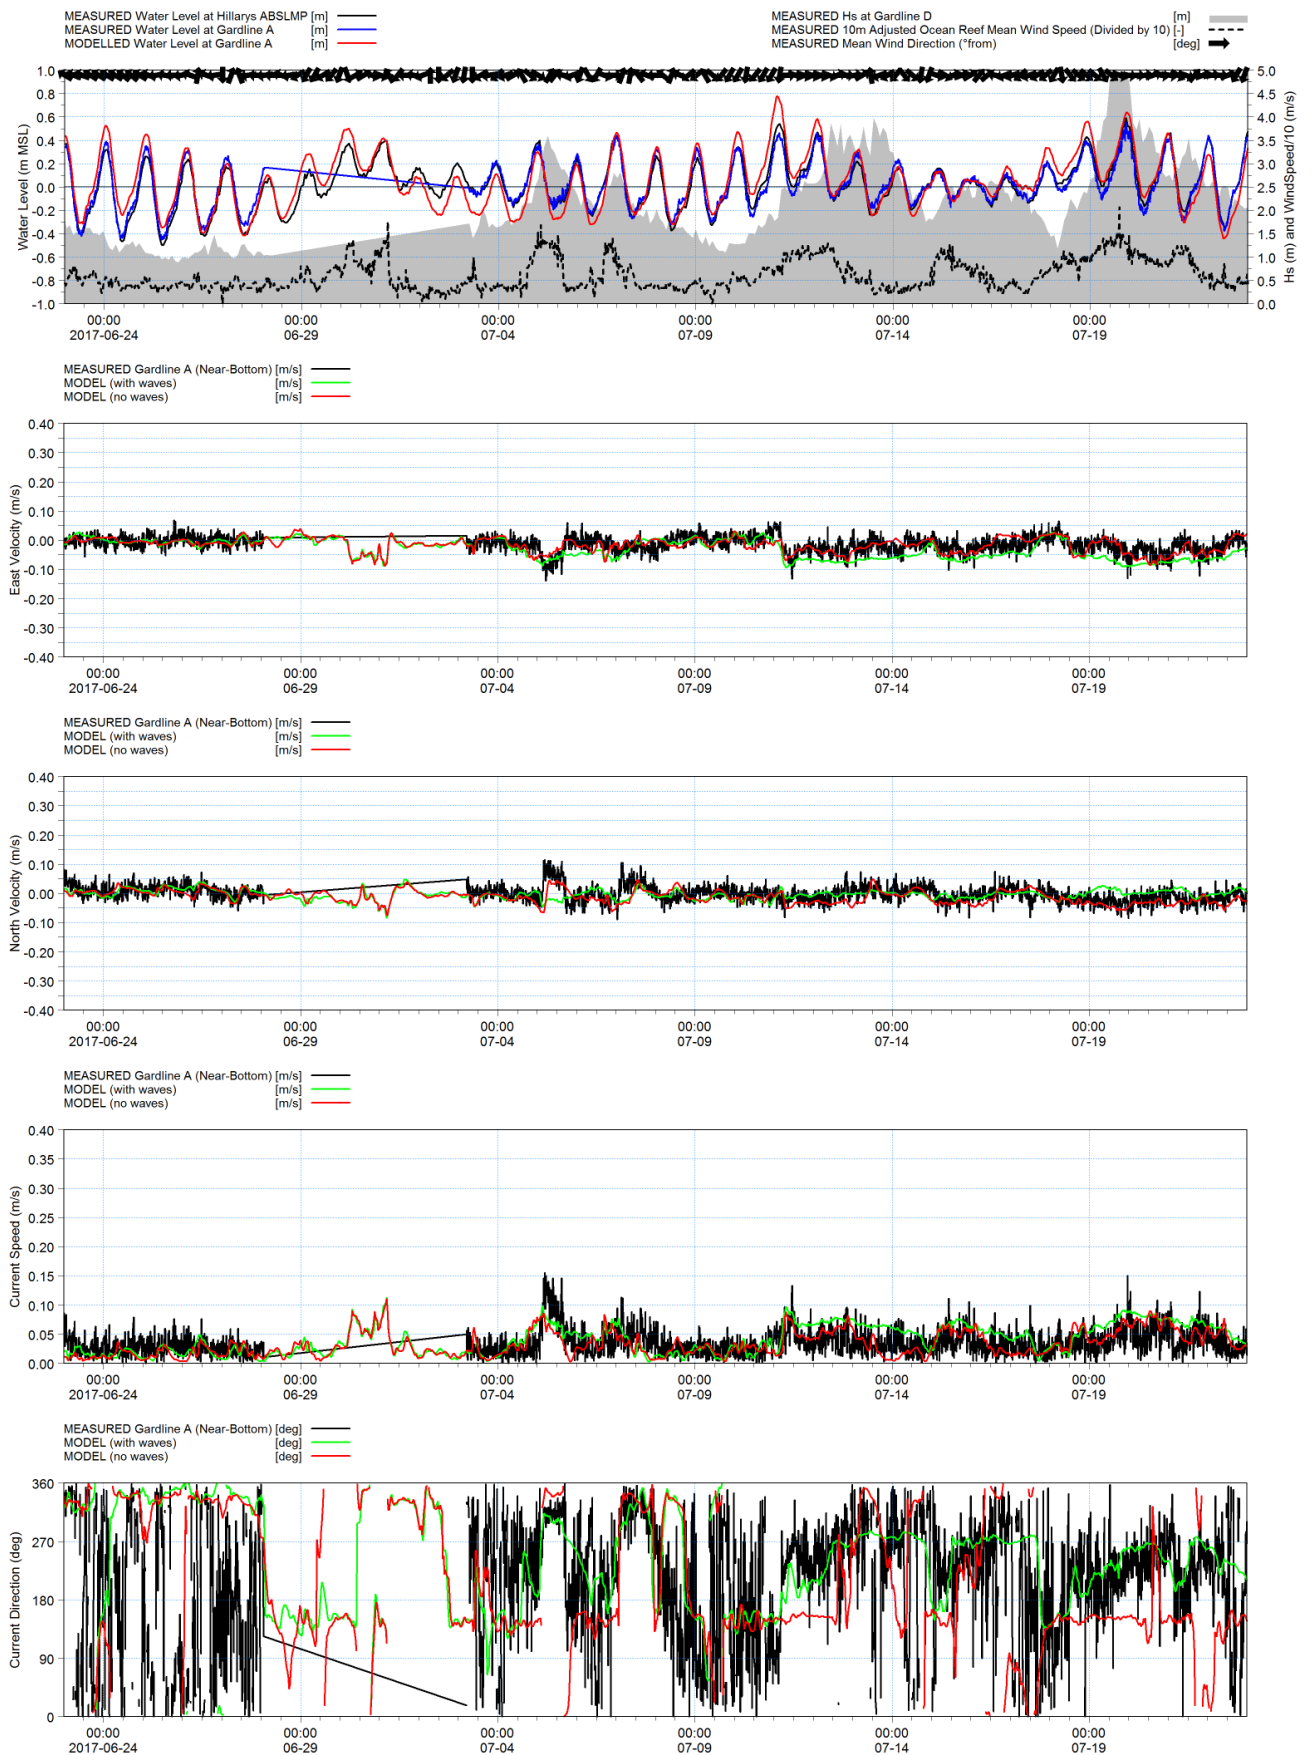 MEASURED Water Level at Hillarys ABSLMP [m]
MEASURED Water Level at Gardline A [m]
MODELLED Water Level at Gardline A [m]
MEASURED Hs at Gardline D [m]
MEASURED 10m Adjusted Ocean Reef Mean Wind Speed (Divided by 10) [-]
MEASURED Mean Wind Direction (°from) [deg]
Water Level (m MSL)
1.0
0.8
0.6
0.4
0.2
0.0
-0.2
-0.4
-0.6
-0.8
-1.0
5.0
4.5
4.0
3.5
3.0
2.5
2.0
1.5
1.0
0.5
0.0
Hs (m) and WindSpeed/10 (m/s)
00:00 00:00 00:00 00:00 00:00 00:00
2017-06-24 06-29 07-04 07-09 07-14 07-19
MEASURED Gardline A (Near-Bottom) [m/s]
MODEL (with waves) [m/s]
MODEL (no waves) [m/s]
East Velocity (m/s)
0.40
0.30
0.20
0.10
0.00
-0.10
-0.20
-0.30
-0.40
00:00 00:00 00:00 00:00 00:00 00:00
2017-06-24 06-29 07-04 07-09 07-14 07-19
MEASURED Gardline A (Near-Bottom) [m/s]
MODEL (with waves) [m/s]
MODEL (no waves) [m/s]
North Velocity (m/s)
0.40
0.30
0.20
0.10
0.00
-0.10
-0.20
-0.30
-0.40
00:00 00:00 00:00 00:00 00:00 00:00
2017-06-24 06-29 07-04 07-09 07-14 07-19
MEASURED Gardline A (Near-Bottom) [m/s]
MODEL (with waves) [m/s]
MODEL (no waves) [m/s]
Current Speed (m/s)
0.40
0.35
0.30
0.25
0.20
0.15
0.10
0.05
0.00
00:00 00:00 00:00 00:00 00:00 00:00
2017-06-24 06-29 07-04 07-09 07-14 07-19
MEASURED Gardline A (Near-Bottom) [deg]
MODEL (with waves) [deg]
MODEL (no waves) [deg]
Current Direction (deg)
360
270
180
90
0
00:00 00:00 00:00 00:00 00:00 00:00
2017-06-24 06-29 07-04 07-09 07-14 07-19